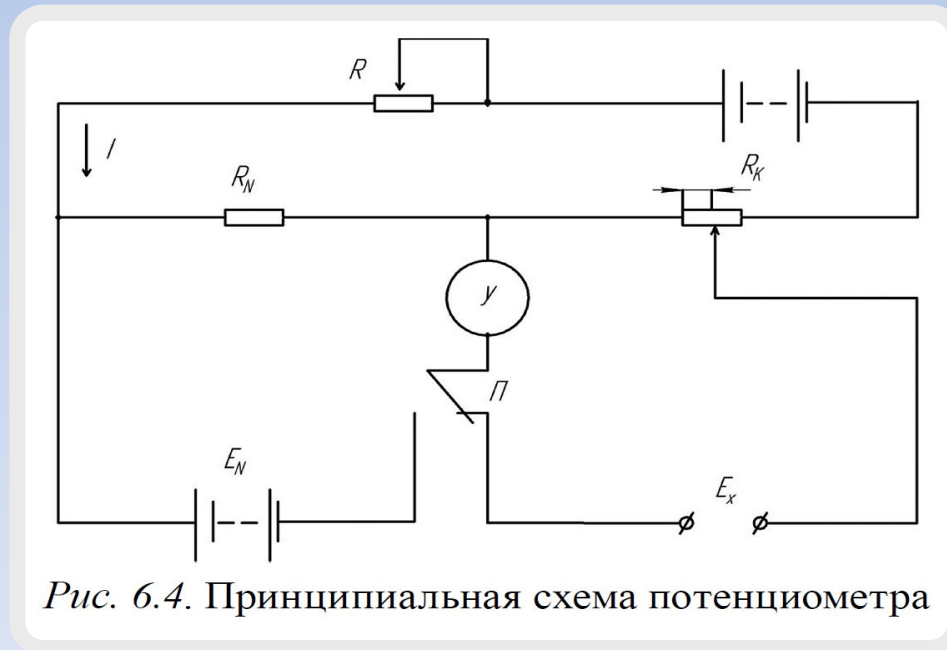 R
I
R_N
R_K
У
П
E_N
E_x
Рис. 6.4. Принципиальная схема потенциометра